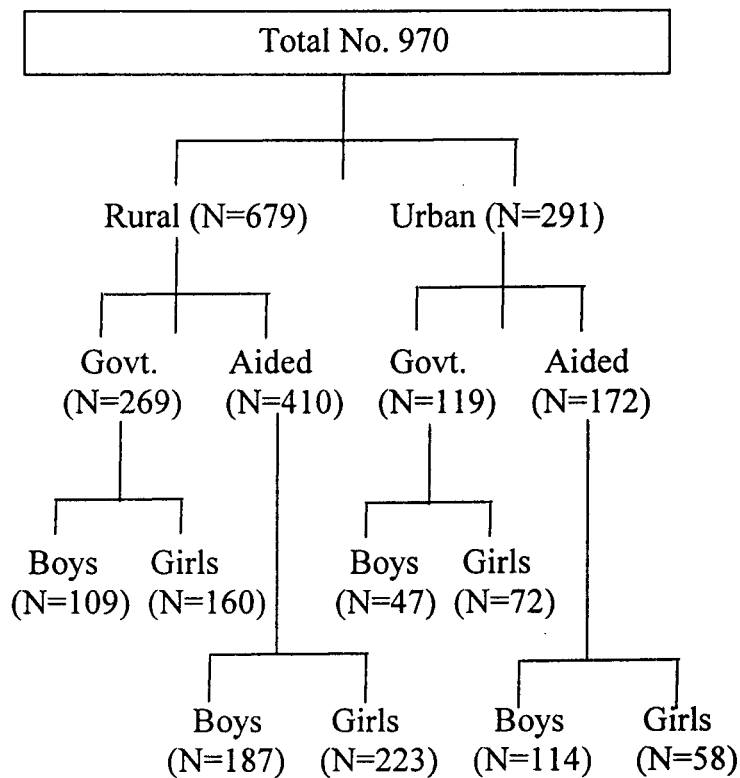 Total No. 970
Rural (N=679) Urban (N=291)
Govt. Aided Govt. Aided
(N=269) (N=410) (N=119) (N=172)
Boys Girls Boys Girls
(N=109) (N=160) (N=47) (N=72)
Boys Girls Boys Girls
(N=187) (N=223) (N=114) (N=58)